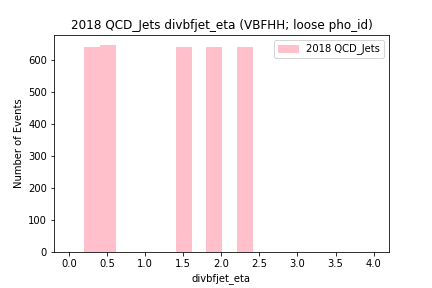 2018 QCD_Jets divbfjet_eta (VBFHH; loose pho_id)
2018 QCD_Jets
Number of Events
600
500
400
300
200
100
0
0.0 0.5 1.0 1.5 2.0 2.5 3.0 3.5 4.0
divbfjet_eta